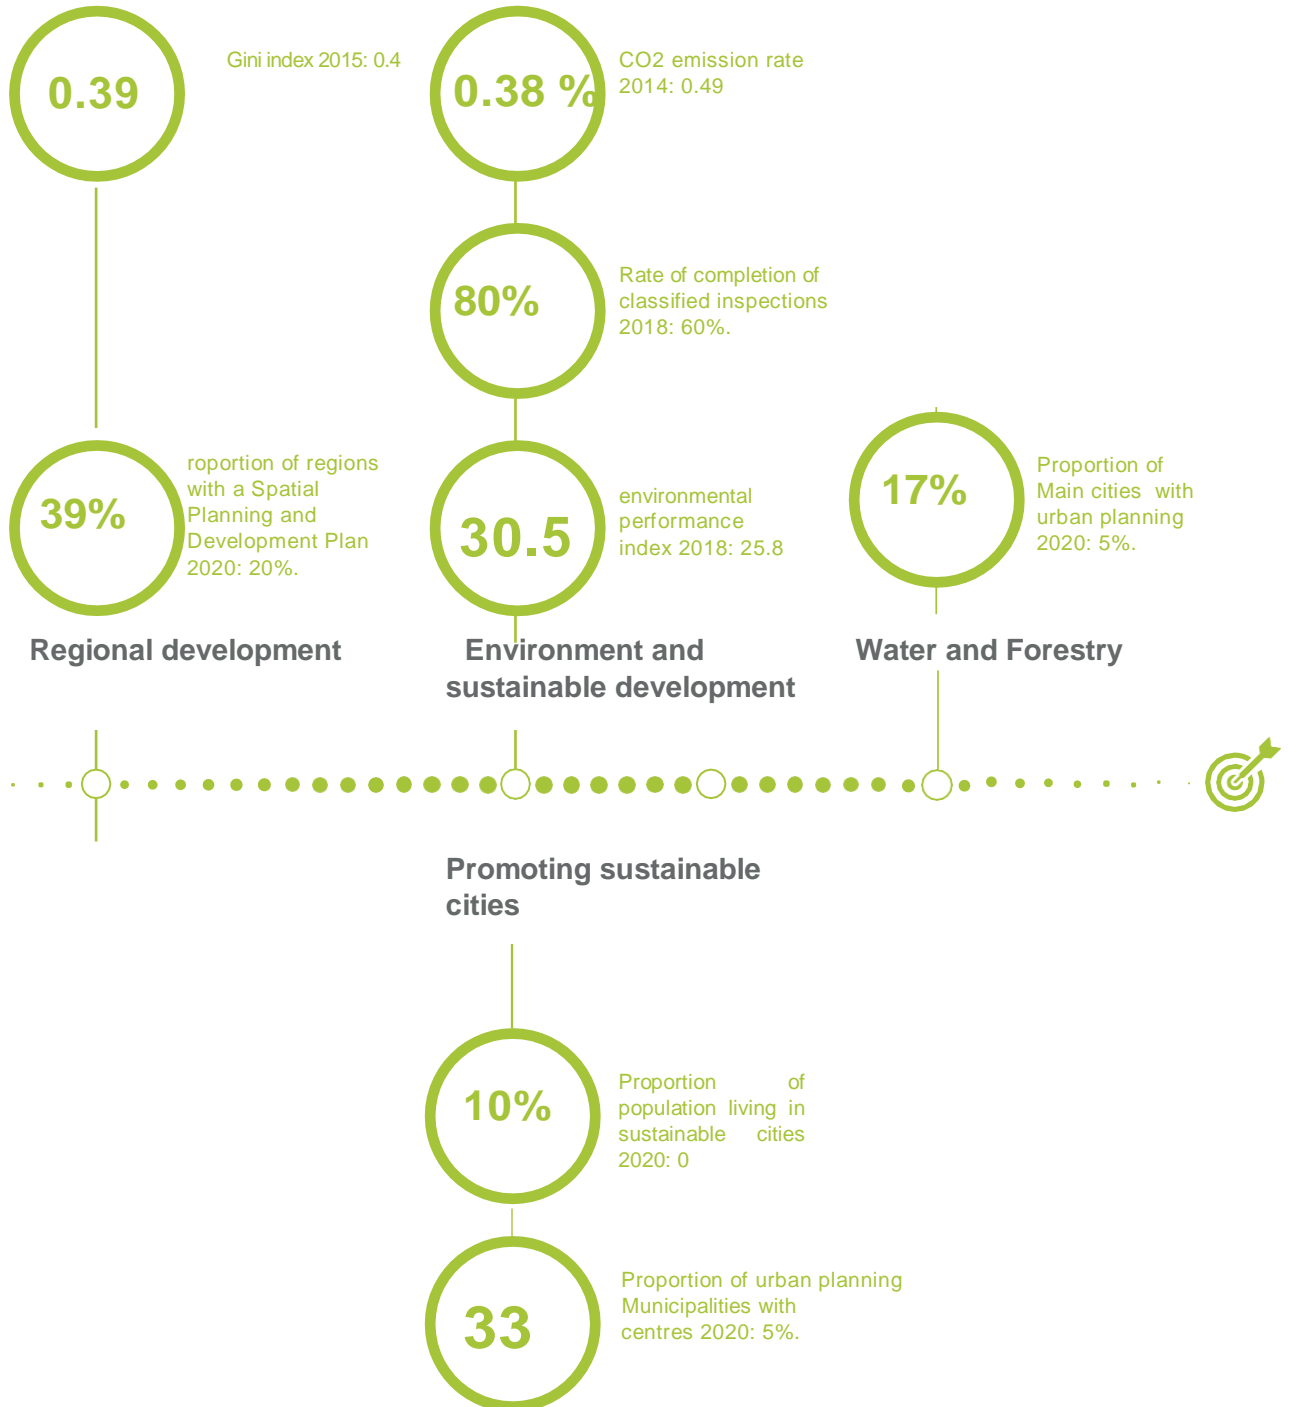 0.39
Gini index 2015: 0.4
0.38 %
CO2 emission rate
2014: 0.49
80%
Rate of completion of
classified inspections
2018: 60%.
39%
roportion of regions
with a Spatial
Planning and
Development Plan
2020: 20%.
30.5
environmental
performance
index 2018: 25.8
17%
Proportion of
Main cities with
urban planning
2020: 5%.
Regional development
Environment and
sustainable development
Water and Forestry
Promoting sustainable
cities
10%
Proportion of
population living in
sustainable cities
2020: 0
33
Proportion of urban planning
Municipalities with
centres 2020: 5%.